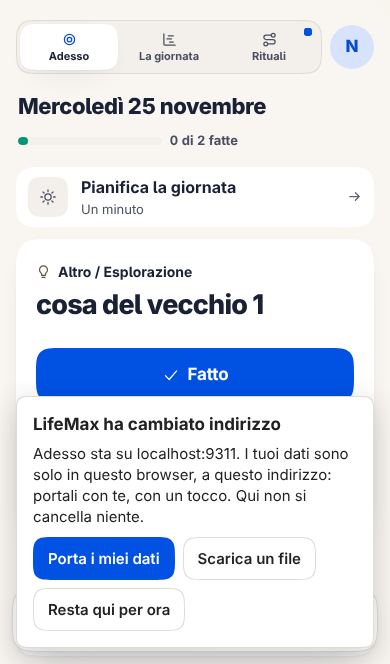 Adesso
La giornata
Rituali
N
Mercoledì 25 novembre
0 di 2 fatte
Pianifica la giornata
Un minuto
Altro / Esplorazione
cosa del vecchio 1
Fatto
LifeMax ha cambiato indirizzo
Adesso sta su localhost:9311. I tuoi dati sono
solo in questo browser, a questo indirizzo:
portali con te, con un tocco. Qui non si
cancella niente.
Porta i miei dati
Scarica un file
Resta qui per ora